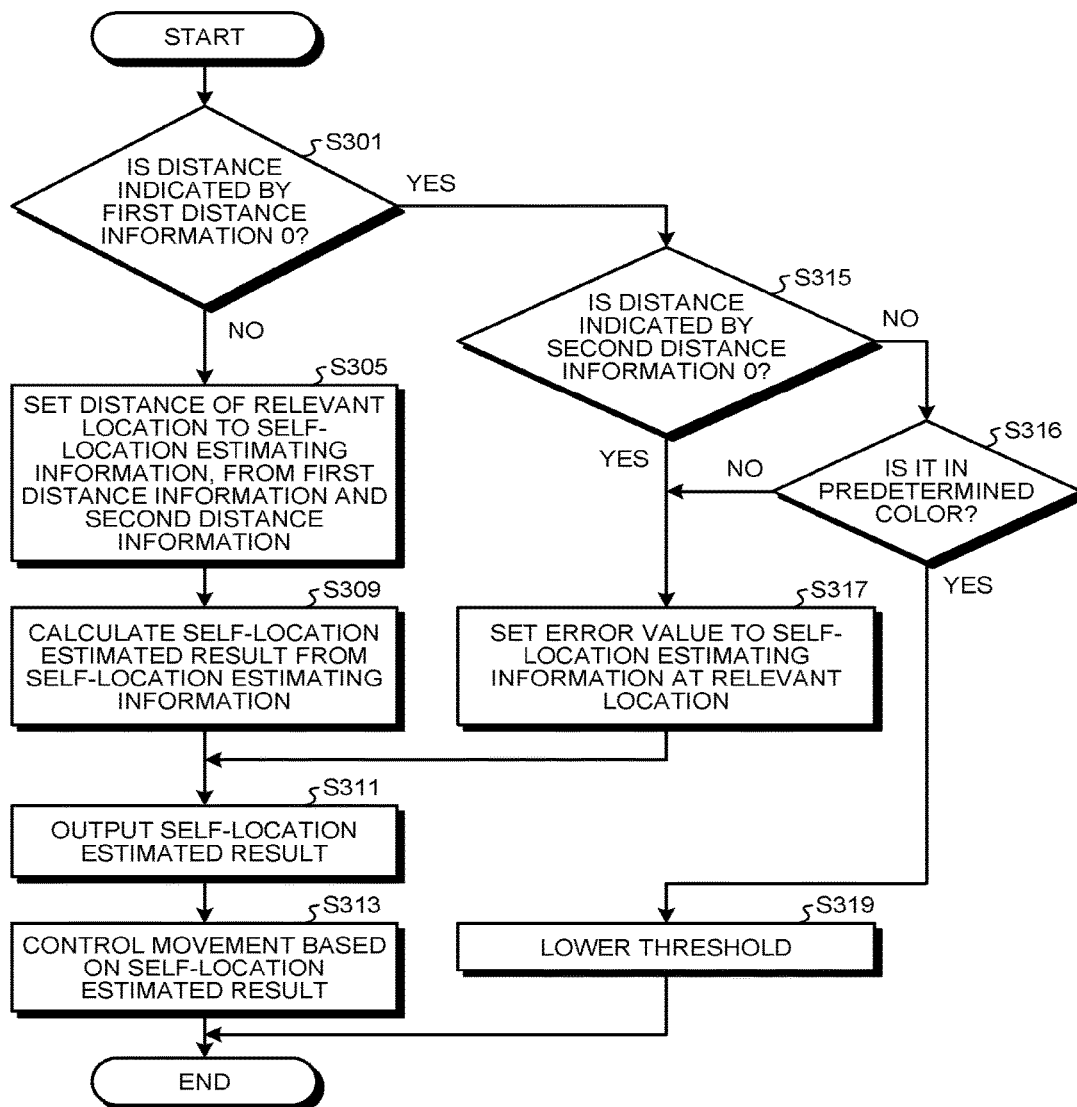 START
S301
IS DISTANCE
INDICATED BY
FIRST DISTANCE
INFORMATION 0?
YES
NO
S315
IS DISTANCE
INDICATED BY
SECOND DISTANCE
INFORMATION 0?
NO
YES
S316
IS IT IN
PREDETERMINED
COLOR?
NO
YES
S305
SET DISTANCE OF RELEVANT
LOCATION TO SELF-
LOCATION ESTIMATING
INFORMATION, FROM FIRST
DISTANCE INFORMATION AND
SECOND DISTANCE
INFORMATION
S309
CALCULATE SELF-LOCATION
ESTIMATED RESULT FROM
SELF-LOCATION ESTIMATING
INFORMATION
S317
SET ERROR VALUE TO SELF-
LOCATION ESTIMATING
INFORMATION AT RELEVANT
LOCATION
S311
OUTPUT SELF-LOCATION
ESTIMATED RESULT
S313
CONTROL MOVEMENT BASED
ON SELF-LOCATION
ESTIMATED RESULT
S319
LOWER THRESHOLD
END